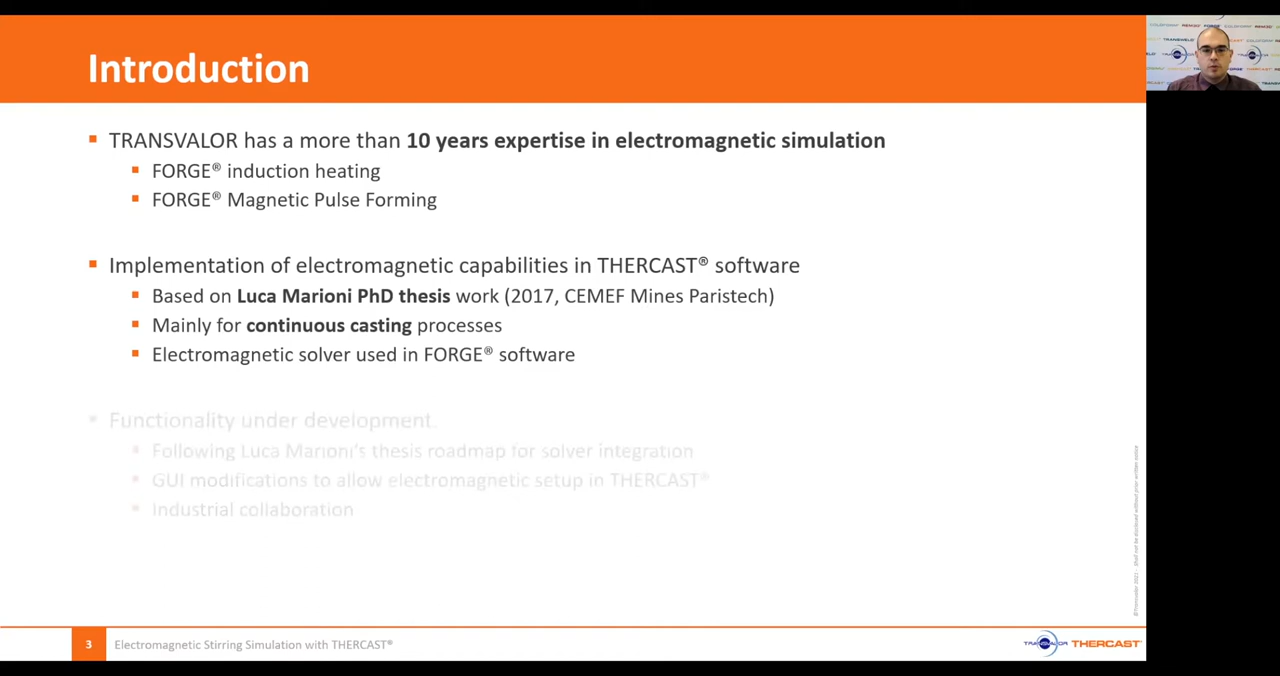 Introduction
TRANSVALOR has a more than 10 years expertise in electromagnetic simulation
FORGE® induction heating
FORGE® Magnetic Pulse Forming
Implementation of electromagnetic capabilities in THERCAST® software
Based on Luca Marioni PhD thesis work (2017, CEMEF Mines Paristech)
Mainly for continuous casting processes
Electromagnetic solver used in FORGE® software
Functionality under development
Following Luca Marioni's thesis roadmap for solver integration
GUI modifications to allow electromagnetic setup in THERCAST®
Industrial collaboration
3 Electromagnetic Stirring Simulation with THERCAST®
TRANSVALOR THERCAST